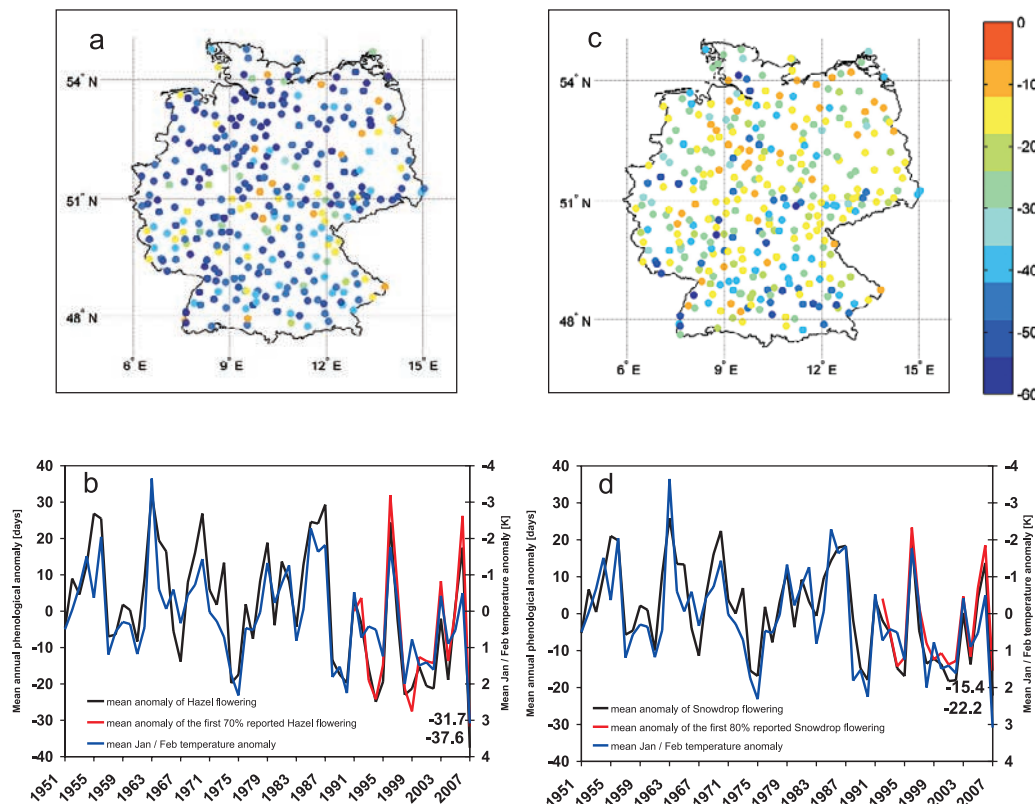 a
54° N
51° N
48° N
6° E
9° E
12° E
15° E
c
54° N
51° N
48° N
6° E
9° E
12° E
15° E
0
-10
-20
-30
-40
-50
-60
b
Mean annual phenological anomaly [days]
40
30
20
10
0
-10
-20
-30
-40
mean anomaly of Hazel flowering
mean anomaly of the first 70% reported Hazel flowering
mean Jan / Feb temperature anomaly
-31.7
-37.6
-4
-3
-2
-1
0
1
2
3
4
Mean Jan / Feb temperature anomaly [K]
1951
1955
1959
1963
1967
1971
1975
1979
1983
1987
1991
1995
1999
2003
2007
d
Mean annual phenological anomaly [days]
40
30
20
10
0
-10
-20
-30
-40
mean anomaly of Snowdrop flowering
mean anomaly of the first 80% reported Snowdrop flowering
mean Jan / Feb temperature anomaly
-15.4
-22.2
-4
-3
-2
-1
0
1
2
3
4
Mean Jan / Feb temperature anomaly [K]
1951
1955
1959
1963
1967
1971
1975
1979
1983
1987
1991
1995
1999
2003
2007